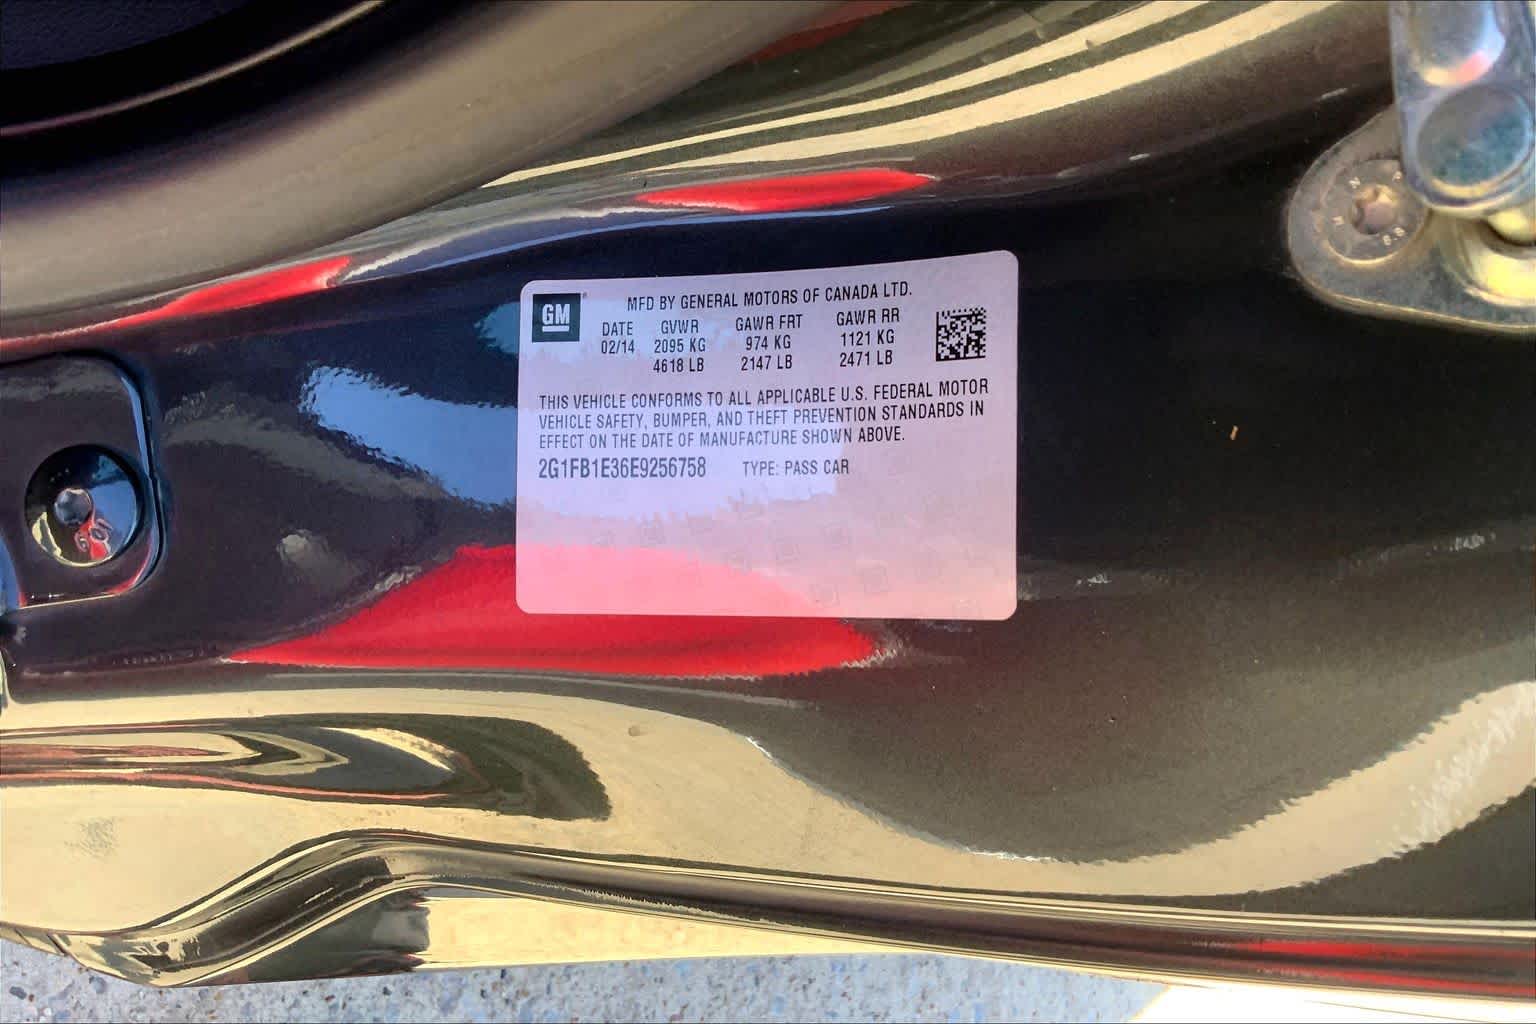 GM
MFD BY GENERAL MOTORS OF CANADA LTD.
DATE GVWR GAWR FRT GAWR RR
02/14 2095 KG 974 KG 1121 KG
4618 LB 2147 LB 2471 LB
THIS VEHICLE CONFORMS TO ALL APPLICABLE U.S. FEDERAL MOTOR
VEHICLE SAFETY, BUMPER, AND THEFT PREVENTION STANDARDS IN
EFFECT ON THE DATE OF MANUFACTURE SHOWN ABOVE.
2G1FB1E36E9256758 TYPE: PASS CAR